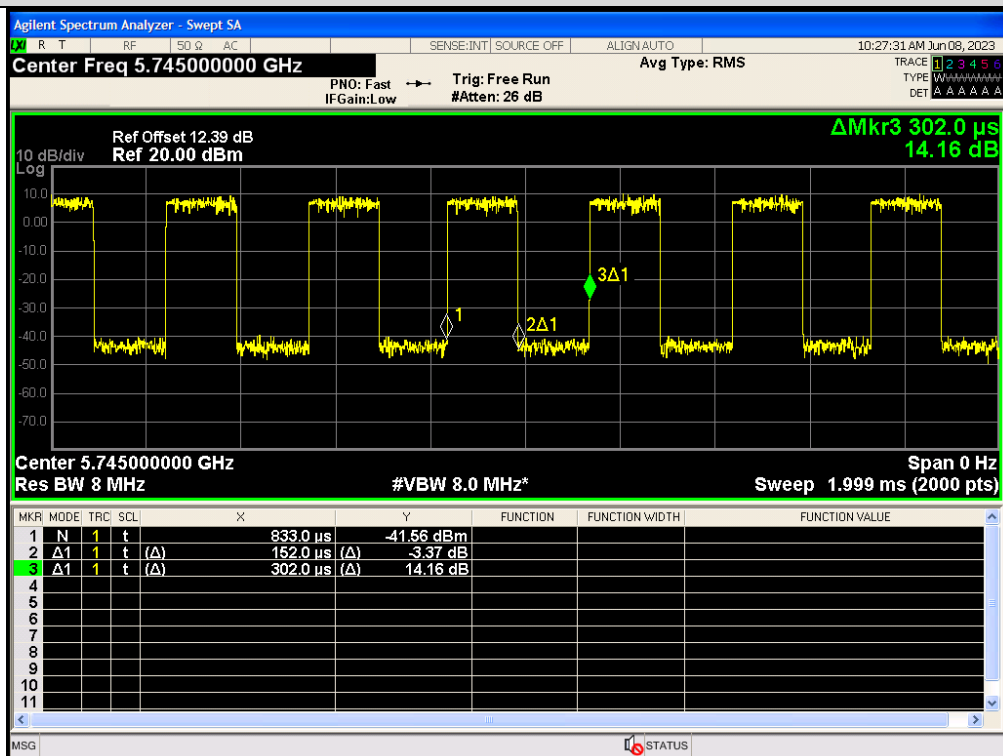 Agilent Spectrum Analyzer - Swept SA
LXI R T RF 50 Ω AC SENSE:INT SOURCE OFF ALIGN AUTO 10:27:31 AM Jun 08, 2023
Center Freq 5.745000000 GHz Avg Type: RMS TRACE 1 2 3 4 5 6
PNO: Fast Trig: Free Run TYPE W W W W W W
IFGain:Low #Atten: 26 dB DET A A A A A A
ΔMkr3 302.0 µs
Ref Offset 12.39 dB
10 dB/div Ref 20.00 dBm 14.16 dB
Log
10.0
0.00
-10.0
-20.0
3Δ1
-30.0
1
2Δ1
-40.0
-50.0
-60.0
-70.0
Center 5.745000000 GHz Span 0 Hz
Res BW 8 MHz #VBW 8.0 MHz* Sweep 1.999 ms (2000 pts)
MKR MODE TRC SCL X Y FUNCTION FUNCTION WIDTH FUNCTION VALUE
1 N 1 t 833.0 µs -41.56 dBm
2 Δ1 1 t (Δ) 152.0 µs (Δ) -3.37 dB
3 Δ1 1 t (Δ) 302.0 µs (Δ) 14.16 dB
4
5
6
7
8
9
10
11
MSG STATUS